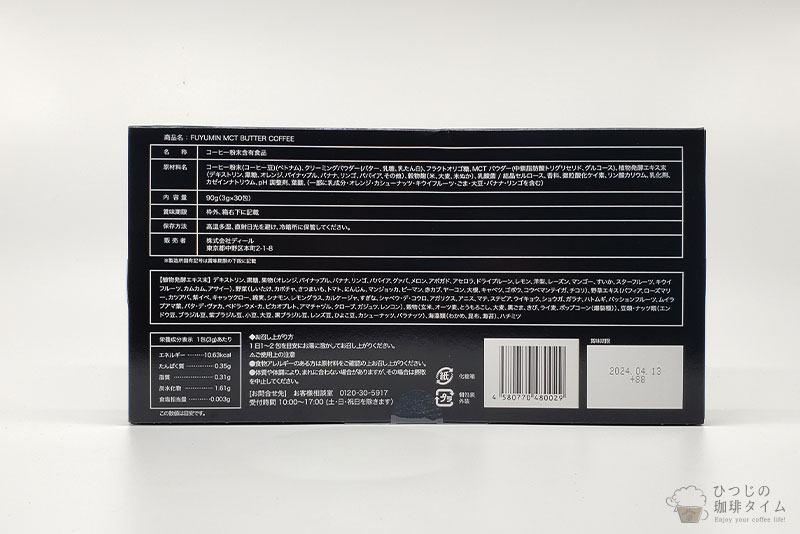 商品名：FUYUMIN MCT BUTTER COFFEE
名　称　コーヒー粉末含有食品
原材料名　コーヒー粉末(コーヒー豆)(ベトナム)、クリーミングパウダー(バター、乳糖、乳たん白)、フラクトオリゴ糖、MCTパウダー(中鎖脂肪酸トリグリセリド、グルコース)、植物発酵エキス末
(デキストリン、黒糖、オレンジ、パイナップル、バナナ、リンゴ、パパイア、その他)、穀物麹(米、大麦、米ぬか)、乳酸菌 / 結晶セルロース、香料、微粒酸化ケイ素、リン酸カリウム、乳化剤、
カゼインナトリウム、pH調整剤、葉酸、(一部に乳成分・オレンジ・カシューナッツ・キウイフルーツ・ごま・大豆・バナナ・リンゴを含む)
内容量　90g(3g×30包)
賞味期限　枠外、箱右下に記載
保存方法　高温多湿、直射日光を避け、冷暗所に保管してください。
販売者　株式会社ディール
東京都中野区本町2-1-8
※製造所固有記号は賞味期限の下段に記載
【植物発酵エキス末】デキストリン、黒糖、果物(オレンジ、パイナップル、バナナ、リンゴ、パパイア、グァバ、メロン、アボガド、アセロラ、ドライプルーン、レモン、洋梨、レーズン、マンゴー、すいか、スターフルーツ、キウイ
フルーツ、カムカム、アサイー)、野菜(しいたけ、カボチャ、さつまいも、トマト、にんじん、マンジョッカ、ピーマン、赤カブ、ヤーコン、大根、キャベツ、ゴボウ、コウベマンテイガ、チコリ)、野草エキス(パフィア、ローズマリー、
カツアバ、紫イペ、キャッツクロー、綿実、シナモン、レモングラス、カルケージャ、すぎな、シャペウ・デ・コウロ、アガリクス、アニス、マテ、ステビア、ウイキョウ、ショウガ、ガラナ、ハトムギ、パッションフルーツ、ムイラ
プアマ葉、パタ・デ・ヴァカ、ペドラ・ウメ・カ、ピカオプレト、アマチャヅル、クローブ、ガジュツ、レンコン)、穀物(玄米、オーツ麦、とうもろこし、大麦、黒ごま、きび、ライ麦、ポップコーン(爆裂種))、豆類・ナッツ類(エ
ンドウ豆、ブラジル豆、紫ブラジル豆、小豆、大豆、黒ブラジル豆、レンズ豆、ひよこ豆、カシューナッツ、パラナッツ)、海藻類(わかめ、昆布、海苔)、ハチミツ
栄養成分表示　1包(3g)あたり
エネルギー………10.63kcal
たんぱく質…………0.35g
脂質…………………0.31g
炭水化物……………1.61g
食塩相当量………0.003g
この数値は目安です。
◆お召し上がり方
1日1〜2包を目安にお湯に溶かしてお召し上がりください。
⚠ご使用上の注意
●食物アレルギーのある方は原材料をご確認の上お召し上がりください。
●体質や体調により、まれに合わない場合がありますが、その場合は摂取
を中止してください。
[お問合せ先]　お客様相談室　0120-30-5917
受付時間 10:00〜17:00 (土・日・祝日を除きます)
紙　化粧箱
プラ　個包装
外装
4 580770 480029
賞味期限
2024.04.13
+88
ひつじの
珈琲タイム
Enjoy your coffee life!